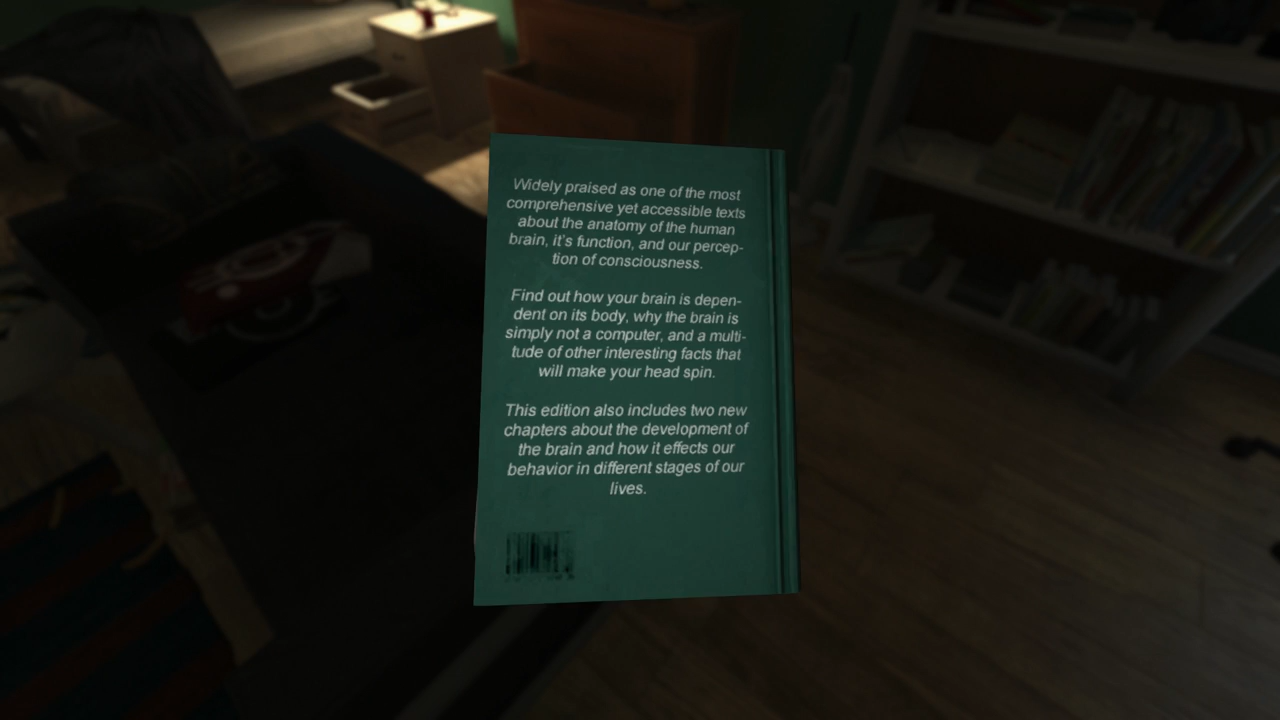 Widely praised as one of the most
comprehensive yet accessible texts
about the anatomy of the human
brain, it's function, and our percep-
tion of consciousness.
Find out how your brain is depen-
dent on its body, why the brain is
simply not a computer, and a multi-
tude of other interesting facts that
will make your head spin.
This edition also includes two new
chapters about the development of
the brain and how it effects our
behavior in different stages of our
lives.